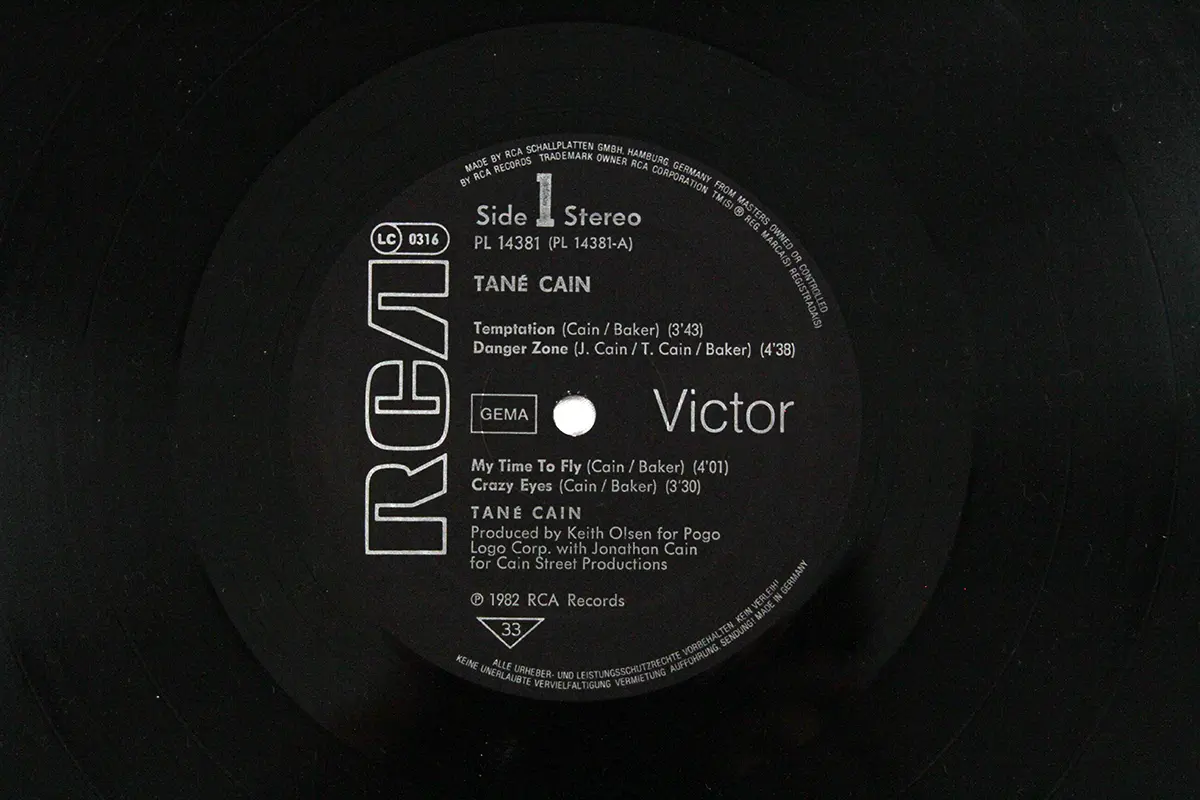 MADE BY RCA SCHALLPLATTEN GMBH, HAMBURG, GERMANY FROM MASTERS OWNED OR CONTROLLED
BY RCA RECORDS TRADEMARK OWNER RCA CORPORATION TM(S) ® REG. MARCA(S) REGISTRADA(S)
Side 1 Stereo
LC 0316
PL 14381 (PL 14381-A)
RCA
TANÉ CAIN
Temptation (Cain / Baker) (3'43)
Danger Zone (J. Cain / T. Cain / Baker) (4'38)
GEMA
Victor
My Time To Fly (Cain / Baker) (4'01)
Crazy Eyes (Cain / Baker) (3'30)
TANÉ CAIN
Produced by Keith Olsen for Pogo
Logo Corp. with Jonathan Cain
for Cain Street Productions
℗ 1982 RCA Records
33
ALLE URHEBER- UND LEISTUNGSSCHUTZRECHTE VORBEHALTEN. KEIN VERLEIH!
KEINE UNERLAUBTE VERVIELFÄLTIGUNG, VERMIETUNG, AUFFÜHRUNG, SENDUNG! MADE IN GERMANY